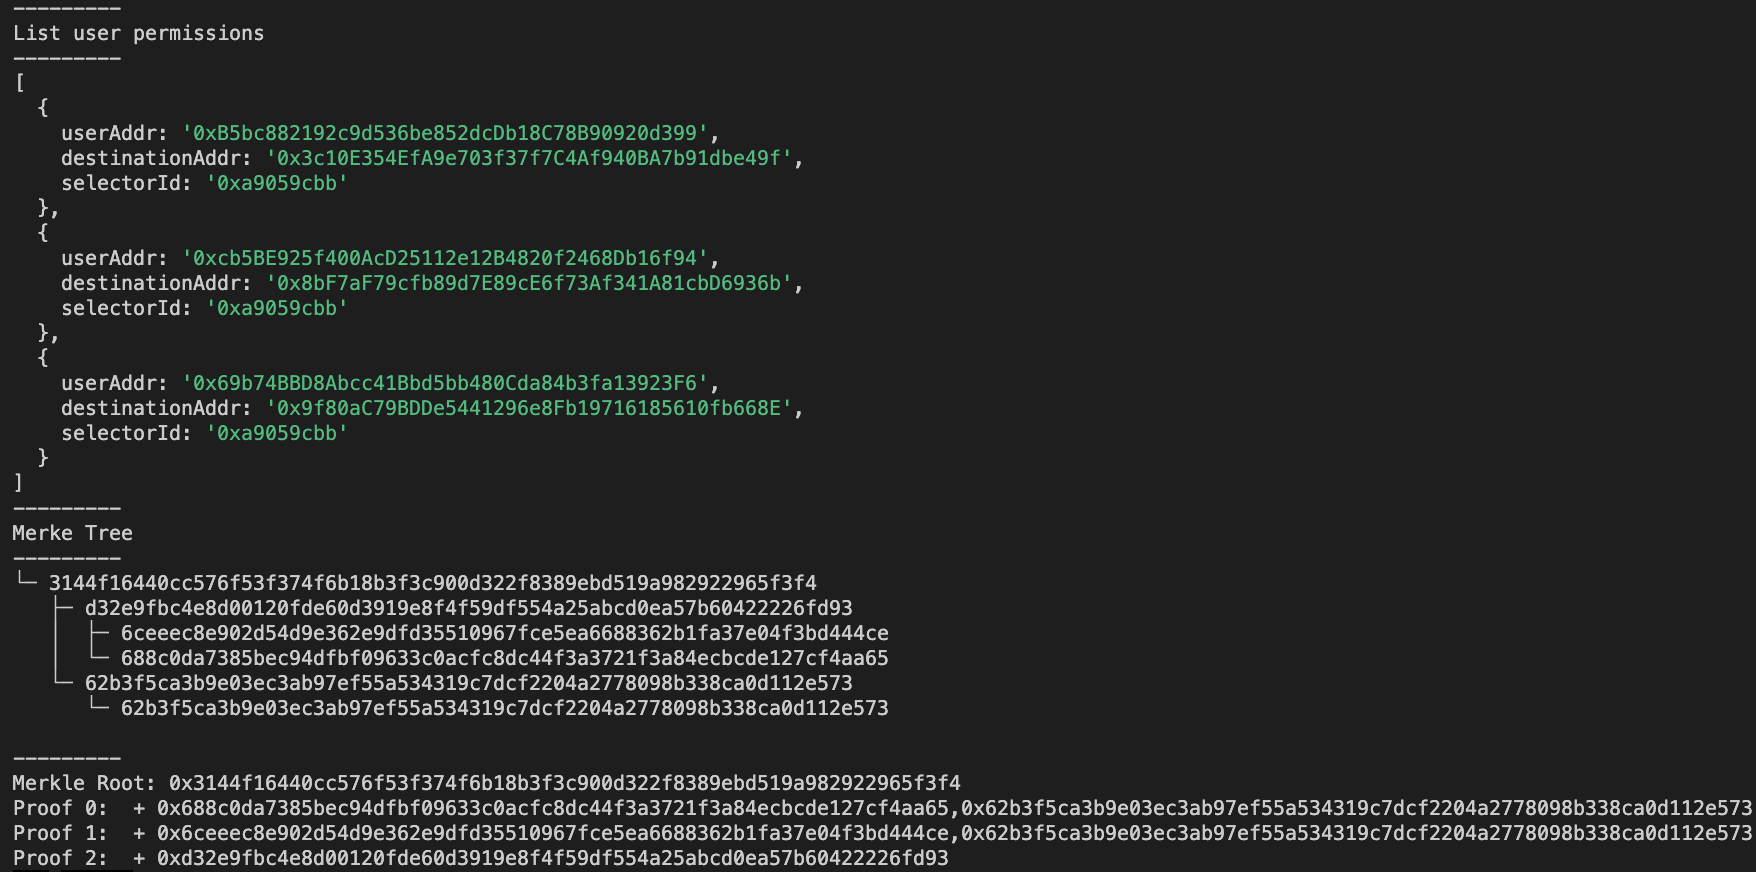 ---------
List user permissions
---------
[
  {
    userAddr: '0xB5bc882192c9d536be852dcDb18C78B90920d399',
    destinationAddr: '0x3c10E354EfA9e703f37f7C4Af940BA7b91dbe49f',
    selectorId: '0xa9059cbb'
  },
  {
    userAddr: '0xcb5BE925f400AcD25112e12B4820f2468Db16f94',
    destinationAddr: '0x8bF7aF79cfb89d7E89cE6f73Af341A81cbD6936b',
    selectorId: '0xa9059cbb'
  },
  {
    userAddr: '0x69b74BBD8Abcc41Bbd5bb480Cda84b3fa13923F6',
    destinationAddr: '0x9f80aC79BDDe5441296e8Fb19716185610fb668E',
    selectorId: '0xa9059cbb'
  }
]
---------
Merke Tree
---------
└─ 3144f16440cc576f53f374f6b18b3f3c900d322f8389ebd519a982922965f3f4
   ├─ d32e9fbc4e8d00120fde60d3919e8f4f59df554a25abcd0ea57b60422226fd93
   │  ├─ 6ceeec8e902d54d9e362e9dfd35510967fce5ea6688362b1fa37e04f3bd444ce
   │  └─ 688c0da7385bec94dfbf09633c0acfc8dc44f3a3721f3a84ecbcde127cf4aa65
   └─ 62b3f5ca3b9e03ec3ab97ef55a534319c7dcf2204a2778098b338ca0d112e573
      └─ 62b3f5ca3b9e03ec3ab97ef55a534319c7dcf2204a2778098b338ca0d112e573
---------
Merkle Root: 0x3144f16440cc576f53f374f6b18b3f3c900d322f8389ebd519a982922965f3f4
Proof 0:  + 0x688c0da7385bec94dfbf09633c0acfc8dc44f3a3721f3a84ecbcde127cf4aa65,0x62b3f5ca3b9e03ec3ab97ef55a534319c7dcf2204a2778098b338ca0d112e573
Proof 1:  + 0x6ceeec8e902d54d9e362e9dfd35510967fce5ea6688362b1fa37e04f3bd444ce,0x62b3f5ca3b9e03ec3ab97ef55a534319c7dcf2204a2778098b338ca0d112e573
Proof 2:  + 0xd32e9fbc4e8d00120fde60d3919e8f4f59df554a25abcd0ea57b60422226fd93